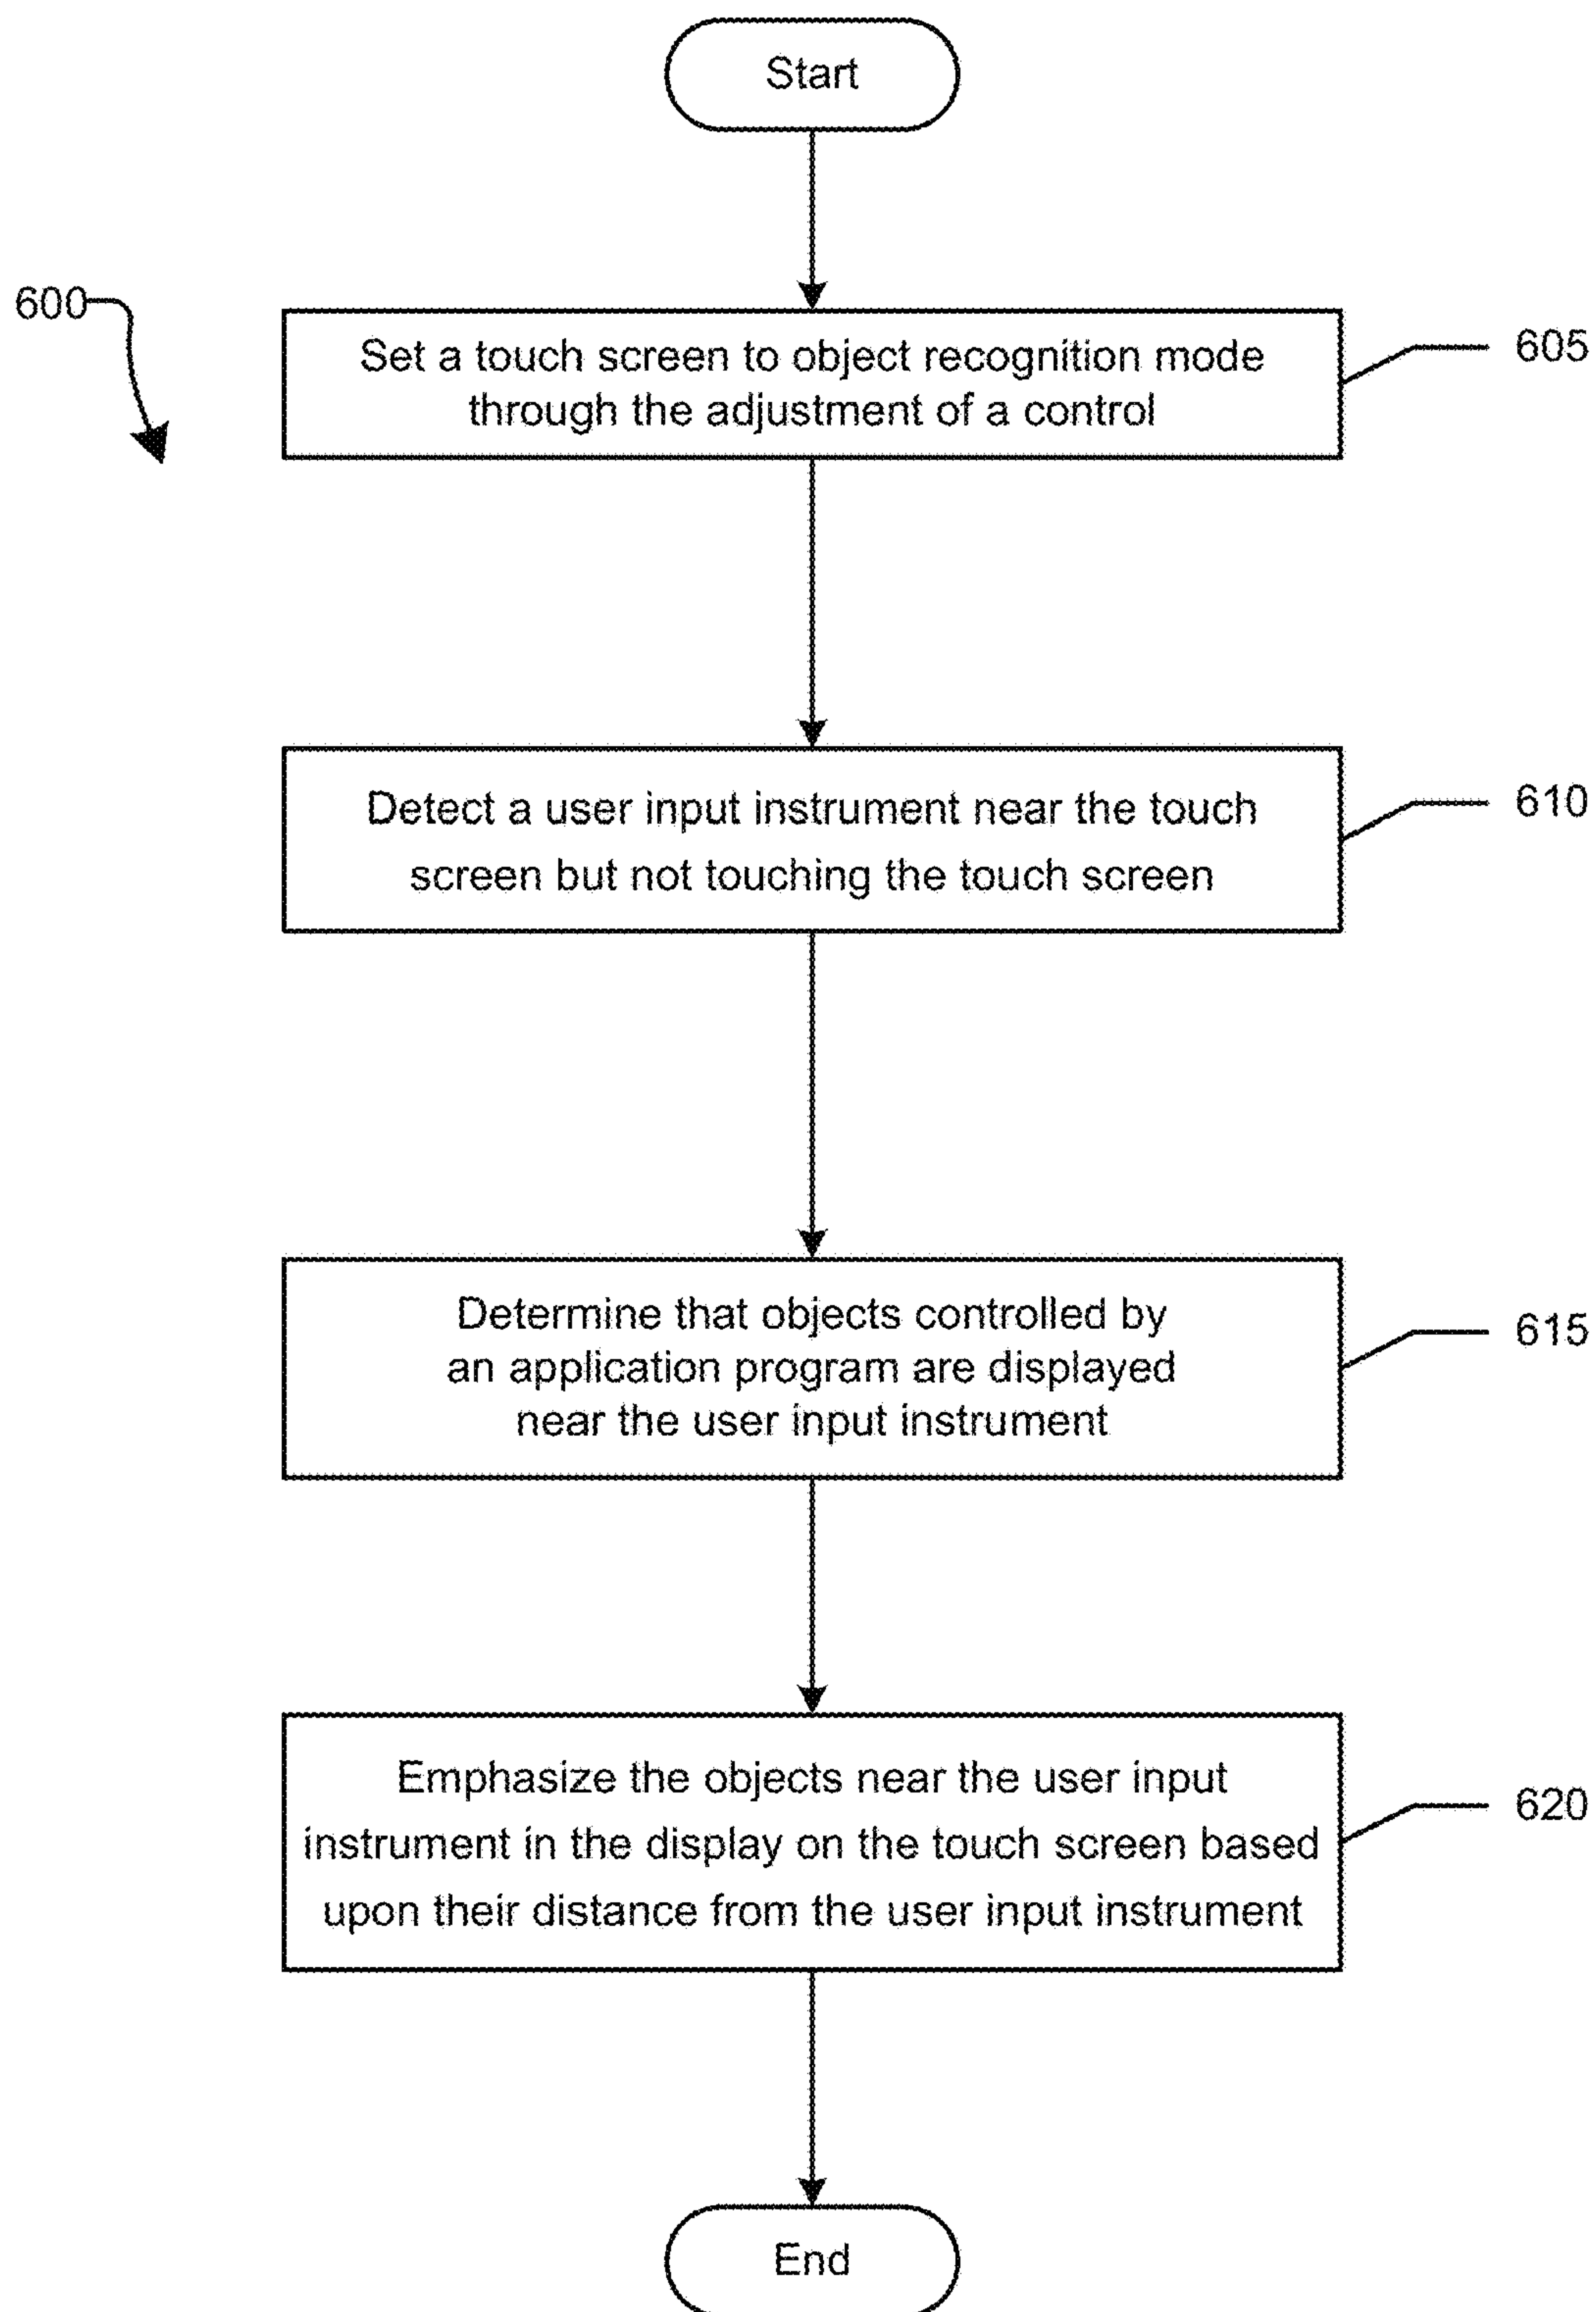 Start
600
Set a touch screen to object recognition mode
through the adjustment of a control
605
Detect a user input instrument near the touch
screen but not touching the touch screen
610
Determine that objects controlled by
an application program are displayed
near the user input instrument
615
Emphasize the objects near the user input
instrument in the display on the touch screen based
upon their distance from the user input instrument
620
End